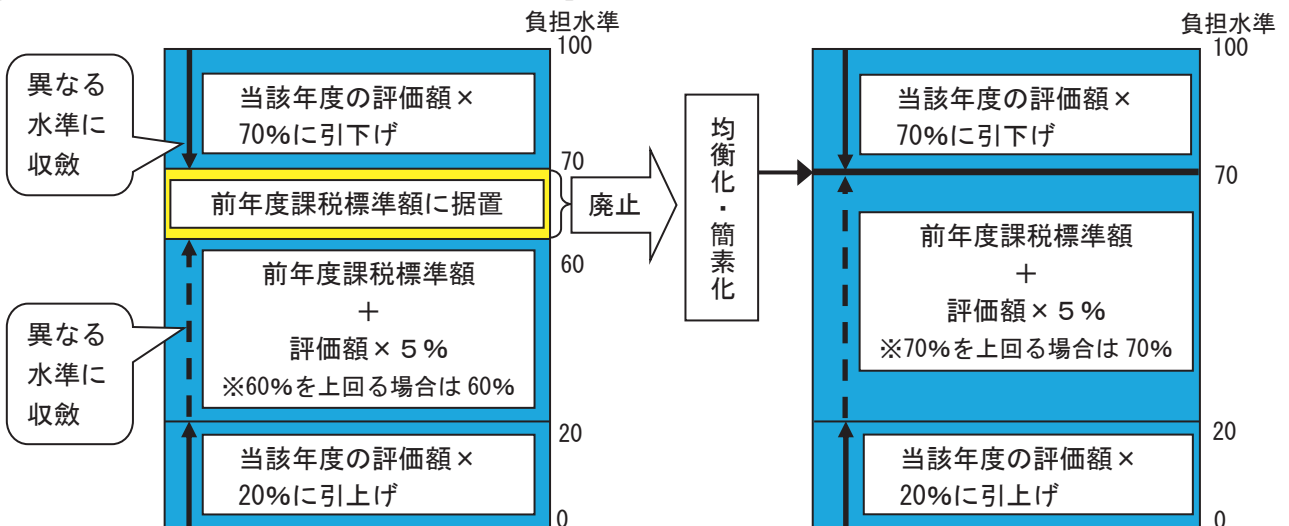 負担水準
100
異なる
水準に
収斂
当該年度の評価額×
70%に引下げ
70
前年度課税標準額に据置
廃止
60
前年度課税標準額
＋
評価額×５%
※60%を上回る場合は 60%
異なる
水準に
収斂
20
当該年度の評価額×
20%に引上げ
0
均衡化・簡素化
負担水準
100
当該年度の評価額×
70%に引下げ
70
前年度課税標準額
＋
評価額×５%
※70%を上回る場合は 70%
20
当該年度の評価額×
20%に引上げ
0